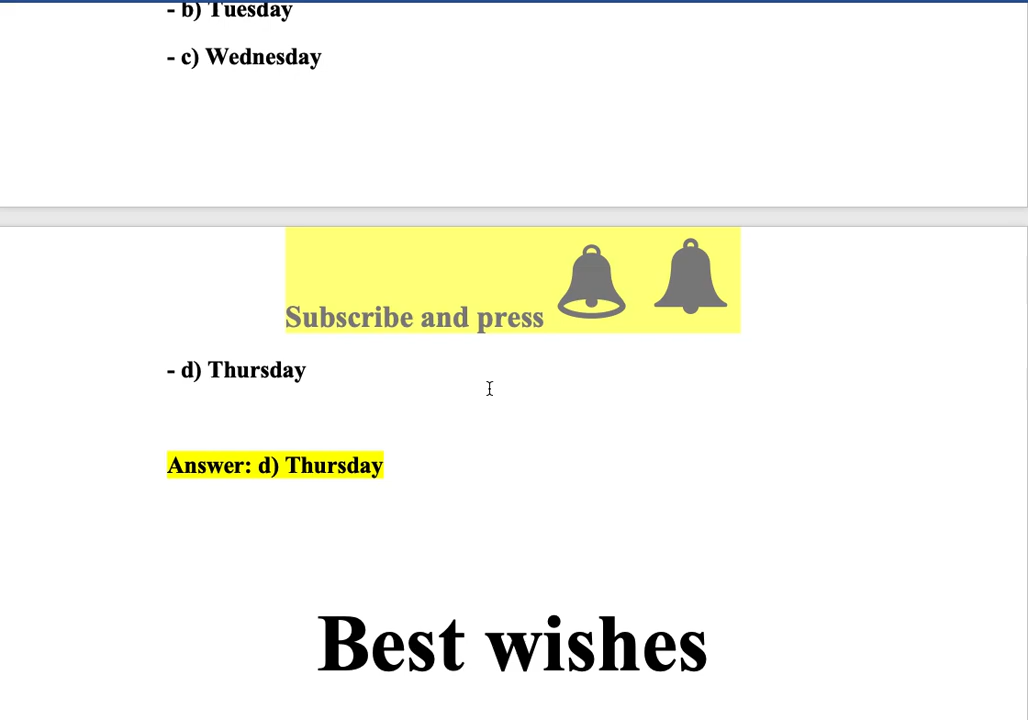 - b) Tuesday
- c) Wednesday
Subscribe and press
- d) Thursday
Answer: d) Thursday
Best wishes